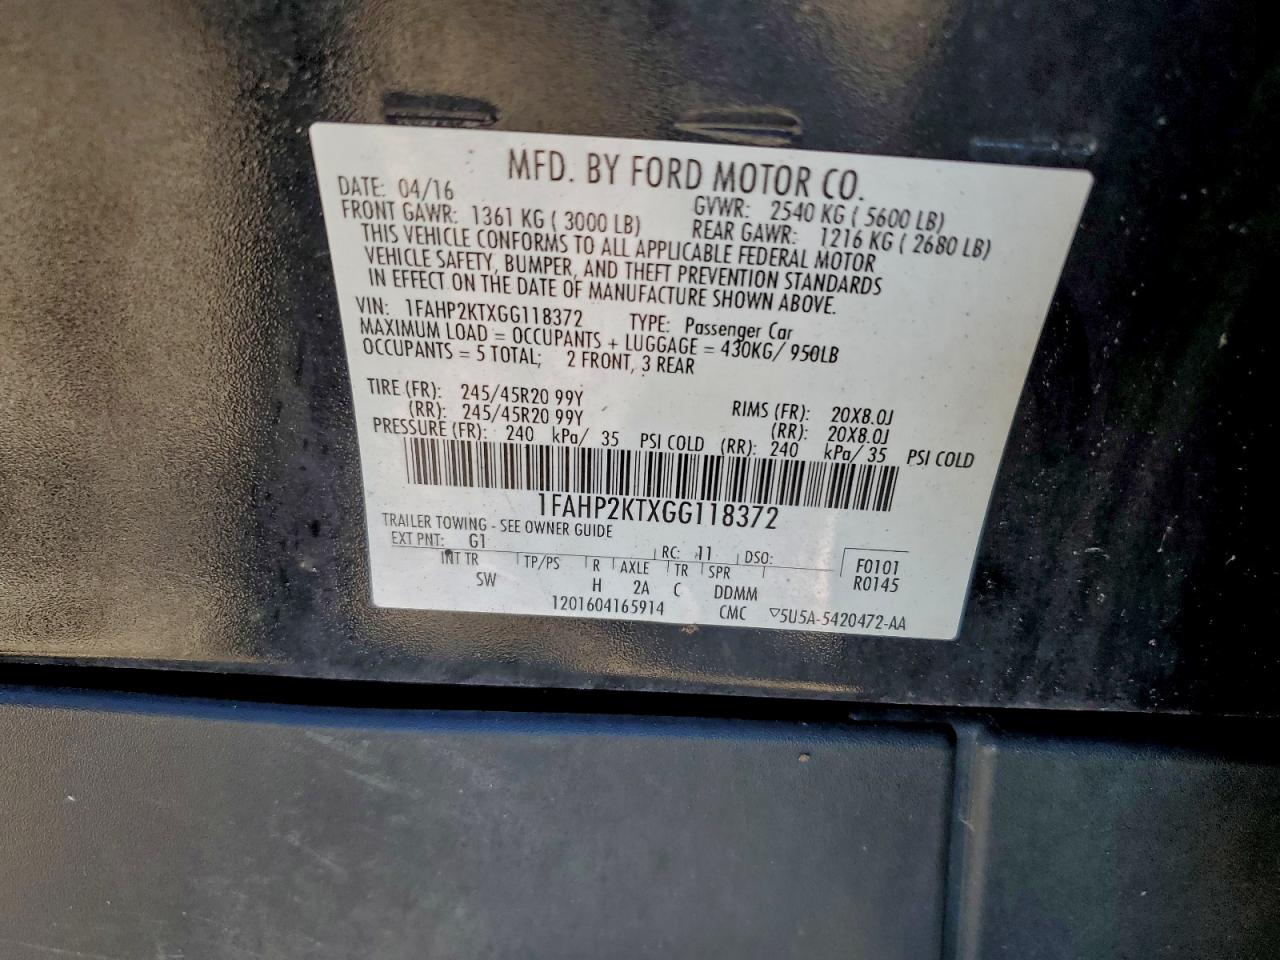 MFD. BY FORD MOTOR CO.
DATE: 04/16 GVWR: 2540 KG ( 5600 LB)
FRONT GAWR: 1361 KG ( 3000 LB) REAR GAWR: 1216 KG ( 2680 LB)
THIS VEHICLE CONFORMS TO ALL APPLICABLE FEDERAL MOTOR
VEHICLE SAFETY, BUMPER, AND THEFT PREVENTION STANDARDS
IN EFFECT ON THE DATE OF MANUFACTURE SHOWN ABOVE.
VIN: 1FAHP2KTXGG118372 TYPE: Passenger Car
MAXIMUM LOAD = OCCUPANTS + LUGGAGE = 430KG/ 950LB
OCCUPANTS = 5 TOTAL; 2 FRONT, 3 REAR
TIRE (FR): 245/45R20 99Y RIMS (FR): 20X8.0J
(RR): 245/45R20 99Y (RR): 20X8.0J
PRESSURE (FR): 240 kPa/ 35 PSI COLD (RR): 240 kPa/ 35 PSI COLD
1FAHP2KTXGG118372
TRAILER TOWING - SEE OWNER GUIDE
EXT PNT: G1 RC: 11 DSO: F0101
INT TR TP/PS R AXLE TR SPR R0145
SW H 2A C DDMM
1201604165914 CMC ▽5U5A-5420472-AA